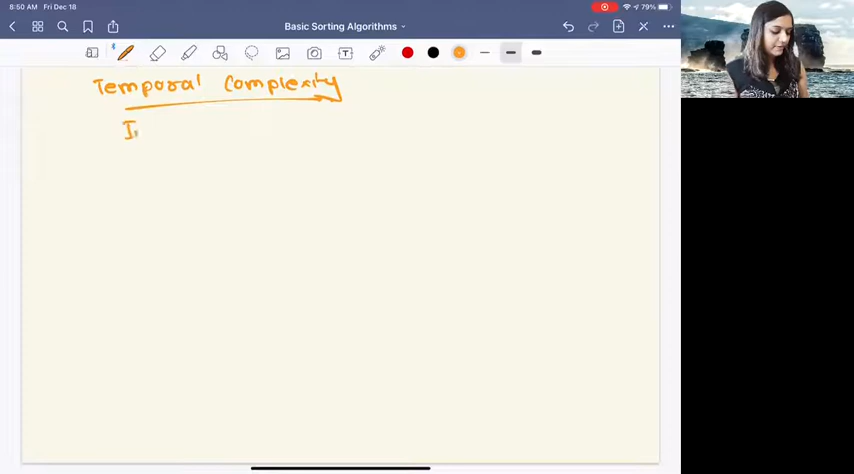 8:50 AM Fri Dec 18
79%
Basic Sorting Algorithms
T
Temporal Complexity